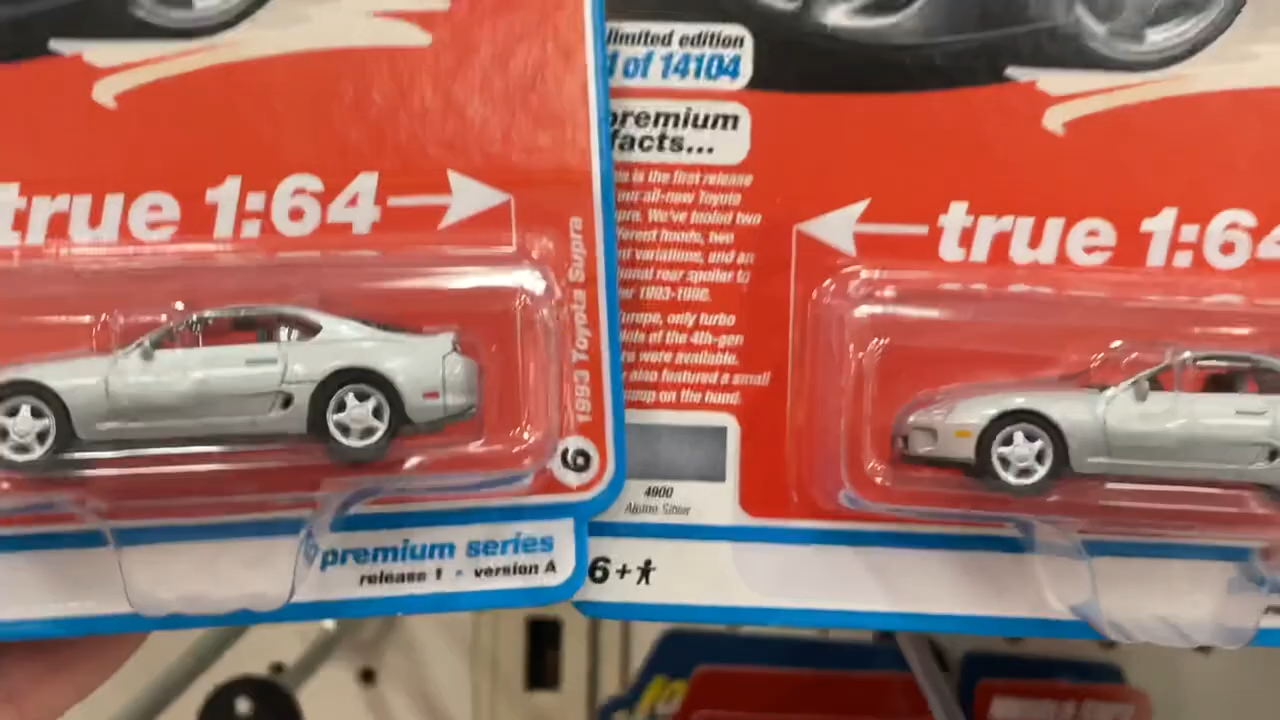 true 1:64
1993 Toyota Supra
6
premium series
release 1 • version A
limited edition
1 of 14104
premium
facts...
is the first release
our all-new Toyota
We've tooled two
hoods, two
variations, and an
rear spoiler to
1993-1996.
Europe, only turbo
of the 4th-gen
were available.
also featured a small
on the hood.
4900
Alpine Silver
6+
true 1:64